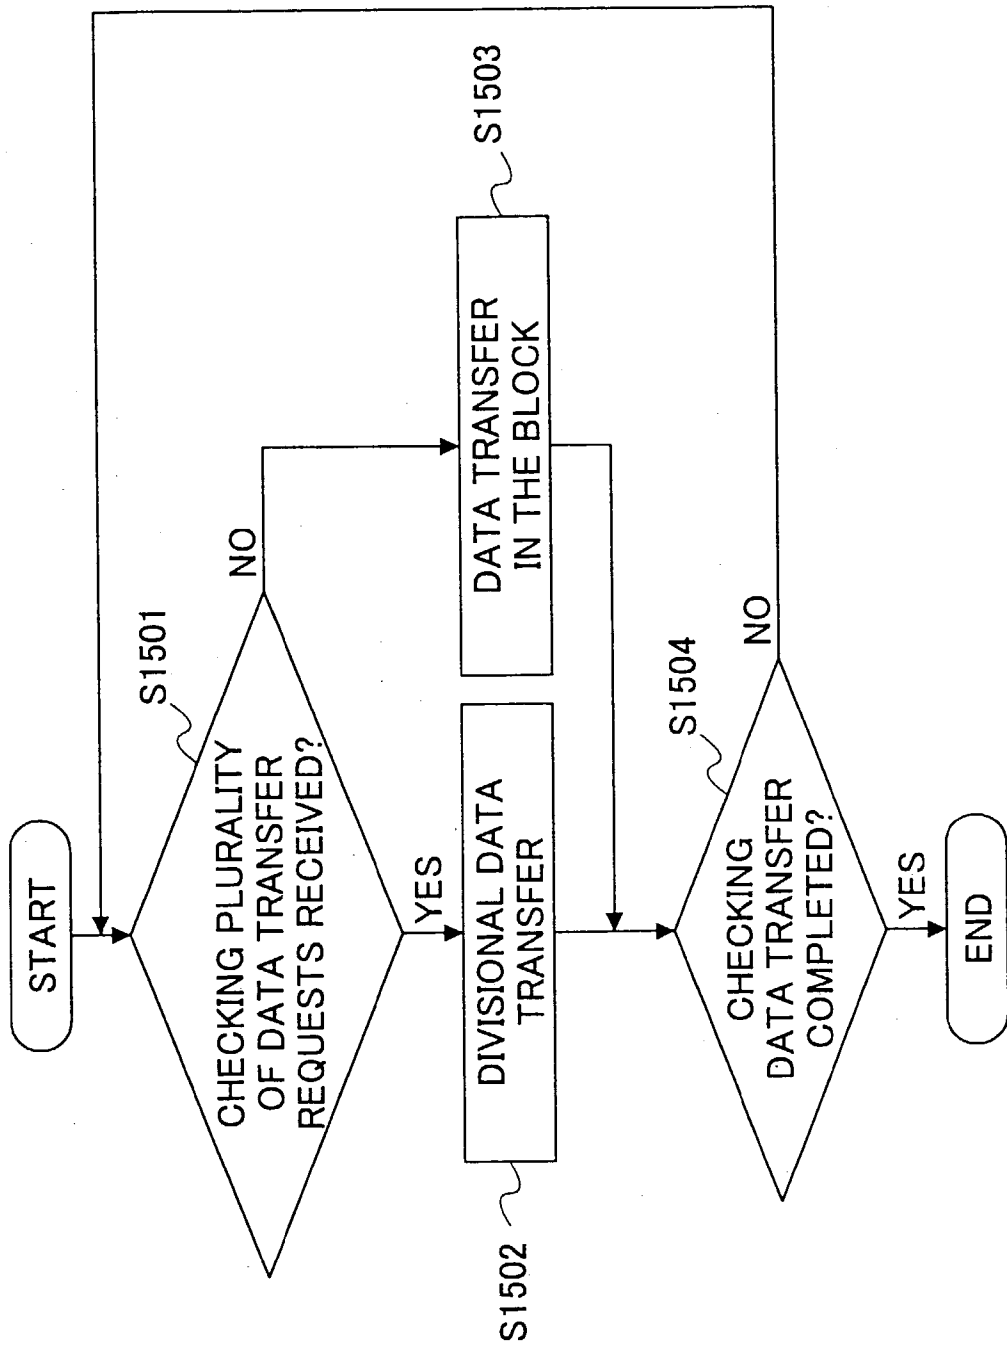 START
S1501
CHECKING PLURALITY
OF DATA TRANSFER
REQUESTS RECEIVED?
NO
YES
S1502
DIVISIONAL DATA
TRANSFER
DATA TRANSFER
IN THE BLOCK
S1503
S1504
CHECKING
DATA TRANSFER
COMPLETED?
NO
YES
END